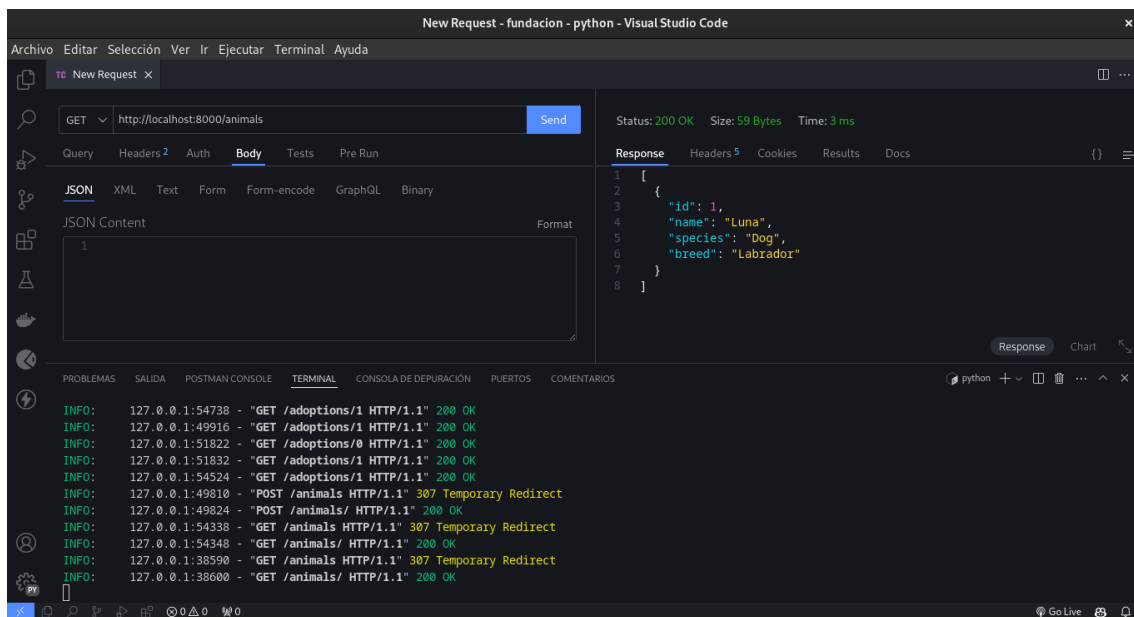 New Request - fundacion - python - Visual Studio Code
Archivo Editar Selección Ver Ir Ejecutar Terminal Ayuda
TC New Request
GET http://localhost:8000/animals Send
Query Headers 2 Auth Body Tests Pre Run
JSON XML Text Form Form-encode GraphQL Binary
JSON Content Format
1
Status: 200 OK Size: 59 Bytes Time: 3 ms
Response Headers 5 Cookies Results Docs {}
1 [
2 {
3 "id": 1,
4 "name": "Luna",
5 "species": "Dog",
6 "breed": "Labrador"
7 }
8 ]
Response Chart
PROBLEMAS SALIDA POSTMAN CONSOLE TERMINAL CONSOLA DE DEPURACIÓN PUERTOS COMENTARIOS python
INFO: 127.0.0.1:54738 - "GET /adoptions/1 HTTP/1.1" 200 OK
INFO: 127.0.0.1:49916 - "GET /adoptions/1 HTTP/1.1" 200 OK
INFO: 127.0.0.1:51822 - "GET /adoptions/0 HTTP/1.1" 200 OK
INFO: 127.0.0.1:51832 - "GET /adoptions/1 HTTP/1.1" 200 OK
INFO: 127.0.0.1:54524 - "GET /adoptions/1 HTTP/1.1" 200 OK
INFO: 127.0.0.1:49810 - "POST /animals HTTP/1.1" 307 Temporary Redirect
INFO: 127.0.0.1:49824 - "POST /animals/ HTTP/1.1" 200 OK
INFO: 127.0.0.1:54338 - "GET /animals HTTP/1.1" 307 Temporary Redirect
INFO: 127.0.0.1:54348 - "GET /animals/ HTTP/1.1" 200 OK
INFO: 127.0.0.1:38590 - "GET /animals HTTP/1.1" 307 Temporary Redirect
INFO: 127.0.0.1:38600 - "GET /animals/ HTTP/1.1" 200 OK
PY
0 0 0 Go Live